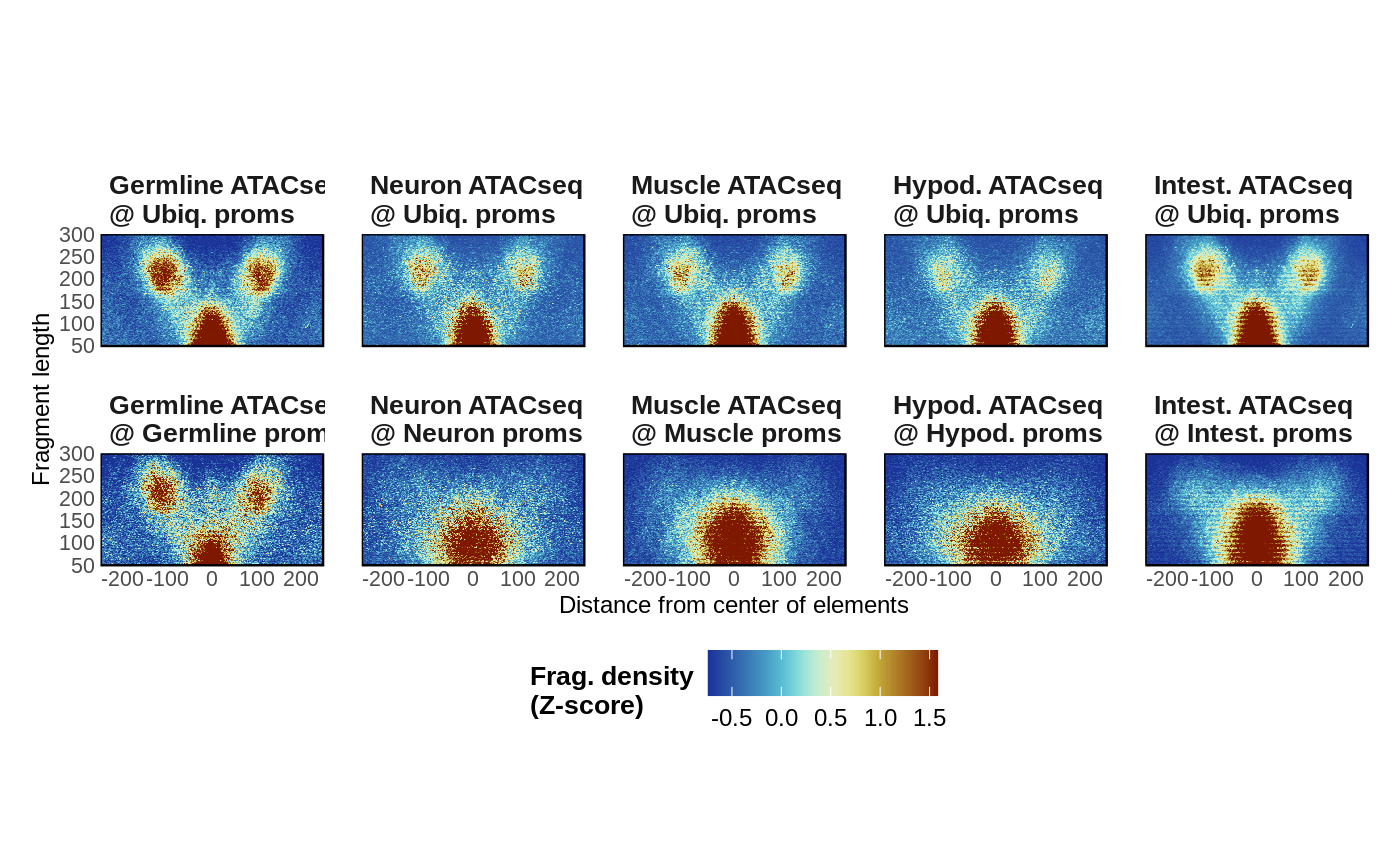 Germline ATACse
@ Ubiq. proms
Neuron ATACseq
@ Ubiq. proms
Muscle ATACseq
@ Ubiq. proms
Hypod. ATACseq
@ Ubiq. proms
Intest. ATACseq
@ Ubiq. proms
300
250
200
150
100
50
Fragment length
Germline ATACse
@ Germline prom
Neuron ATACseq
@ Neuron proms
Muscle ATACseq
@ Muscle proms
Hypod. ATACseq
@ Hypod. proms
Intest. ATACseq
@ Intest. proms
300
250
200
150
100
50
-200 -100 0 100 200
-200 -100 0 100 200
-200 -100 0 100 200
-200 -100 0 100 200
-200 -100 0 100 200
Distance from center of elements
Frag. density
(Z-score)
-0.5 0.0 0.5 1.0 1.5